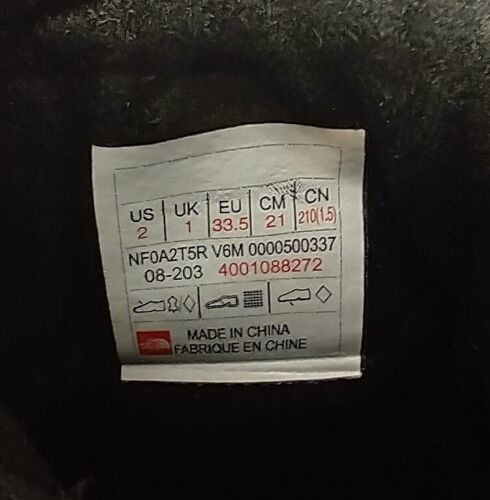 US UK EU CM CN
2 1 33.5 21 210(1.5)
NF0A2T5R V6M 0000500337
08-203 4001088272
MADE IN CHINA
FABRIQUE EN CHINE